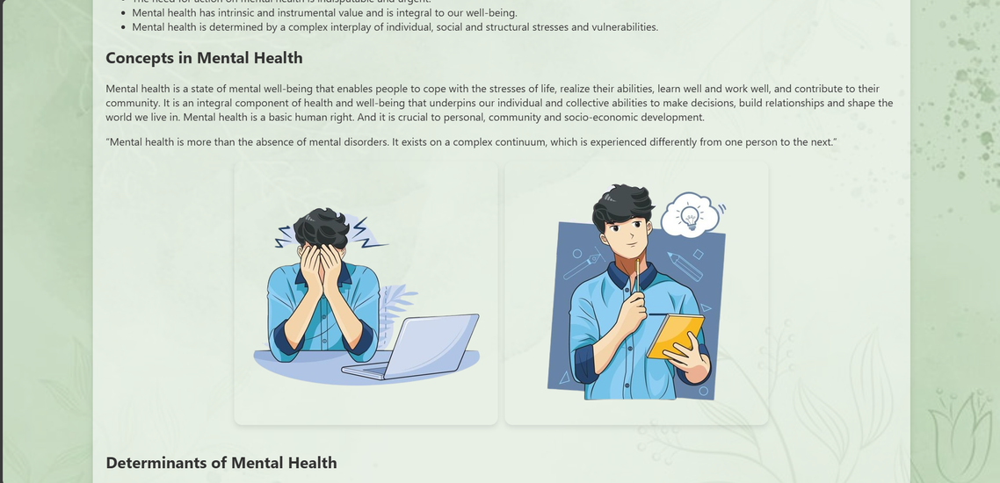 The need for action on mental health is indisputable and urgent.
Mental health has intrinsic and instrumental value and is integral to our well-being.
Mental health is determined by a complex interplay of individual, social and structural stresses and vulnerabilities.
Concepts in Mental Health
Mental health is a state of mental well-being that enables people to cope with the stresses of life, realize their abilities, learn well and work well, and contribute to their
community. It is an integral component of health and well-being that underpins our individual and collective abilities to make decisions, build relationships and shape the
world we live in. Mental health is a basic human right. And it is crucial to personal, community and socio-economic development.
“Mental health is more than the absence of mental disorders. It exists on a complex continuum, which is experienced differently from one person to the next.”
Determinants of Mental Health